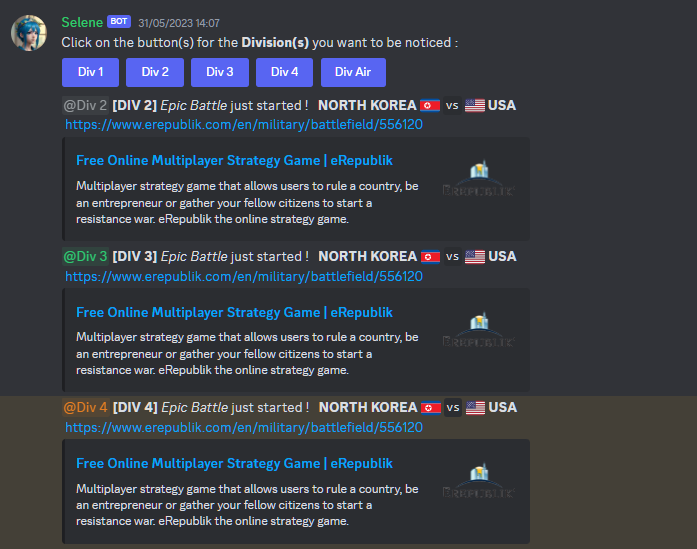 Selene BOT 31/05/2023 14:07
Click on the button(s) for the Division(s) you want to be noticed :
Div 1 Div 2 Div 3 Div 4 Div Air
@Div 2 [DIV 2] Epic Battle just started ! NORTH KOREA vs USA
https://www.erepublik.com/en/military/battlefield/556120
Free Online Multiplayer Strategy Game | eRepublik
Multiplayer strategy game that allows users to rule a country, be
an entrepreneur or gather your fellow citizens to start a
resistance war. eRepublik the online strategy game.
EREPUBLIK
@Div 3 [DIV 3] Epic Battle just started ! NORTH KOREA vs USA
https://www.erepublik.com/en/military/battlefield/556120
Free Online Multiplayer Strategy Game | eRepublik
Multiplayer strategy game that allows users to rule a country, be
an entrepreneur or gather your fellow citizens to start a
resistance war. eRepublik the online strategy game.
EREPUBLIK
@Div 4 [DIV 4] Epic Battle just started ! NORTH KOREA vs USA
https://www.erepublik.com/en/military/battlefield/556120
Free Online Multiplayer Strategy Game | eRepublik
Multiplayer strategy game that allows users to rule a country, be
an entrepreneur or gather your fellow citizens to start a
resistance war. eRepublik the online strategy game.
EREPUBLIK